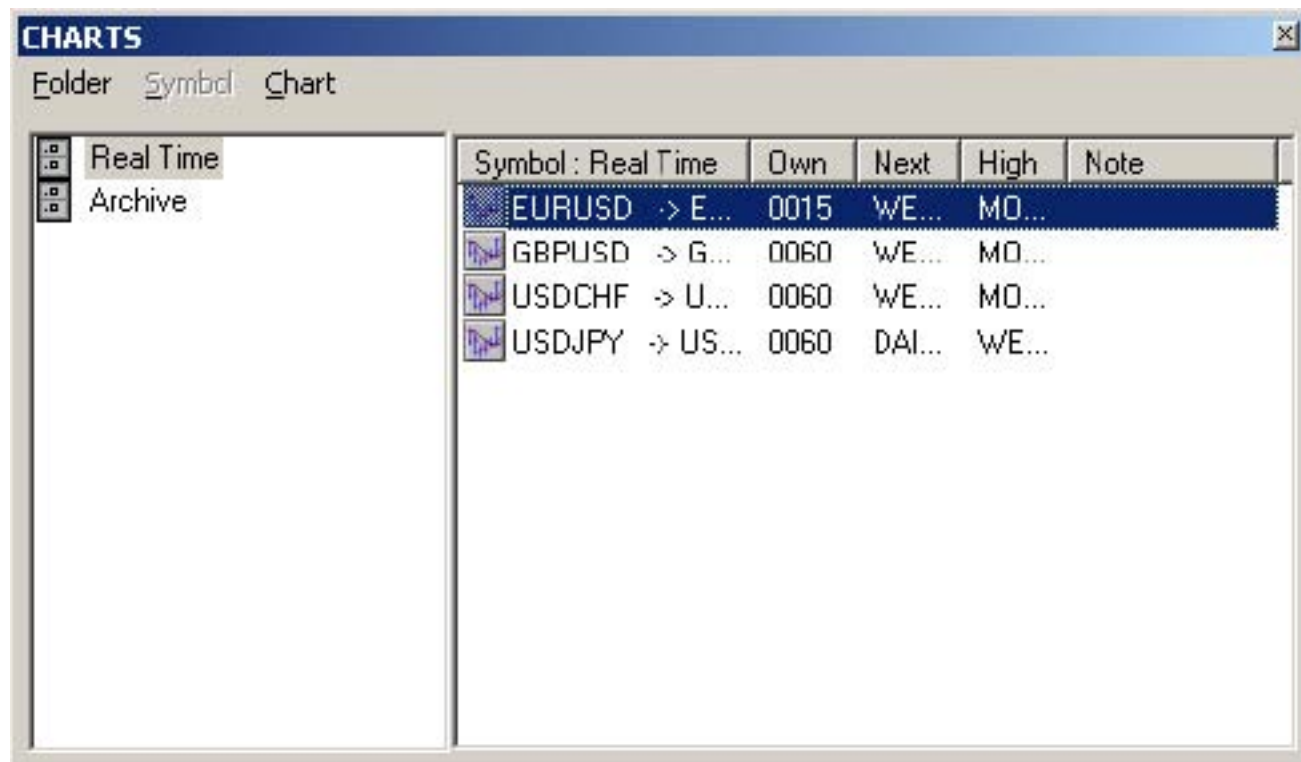 CHARTS
Folder Symbol Chart
Real Time
Archive
Symbol : Real Time Own Next High Note
EURUSD -> E... 0015 WE... MO...
GBPUSD -> G... 0060 WE... MO...
USDCHF -> U... 0060 WE... MO...
USDJPY -> US... 0060 DAI... WE...